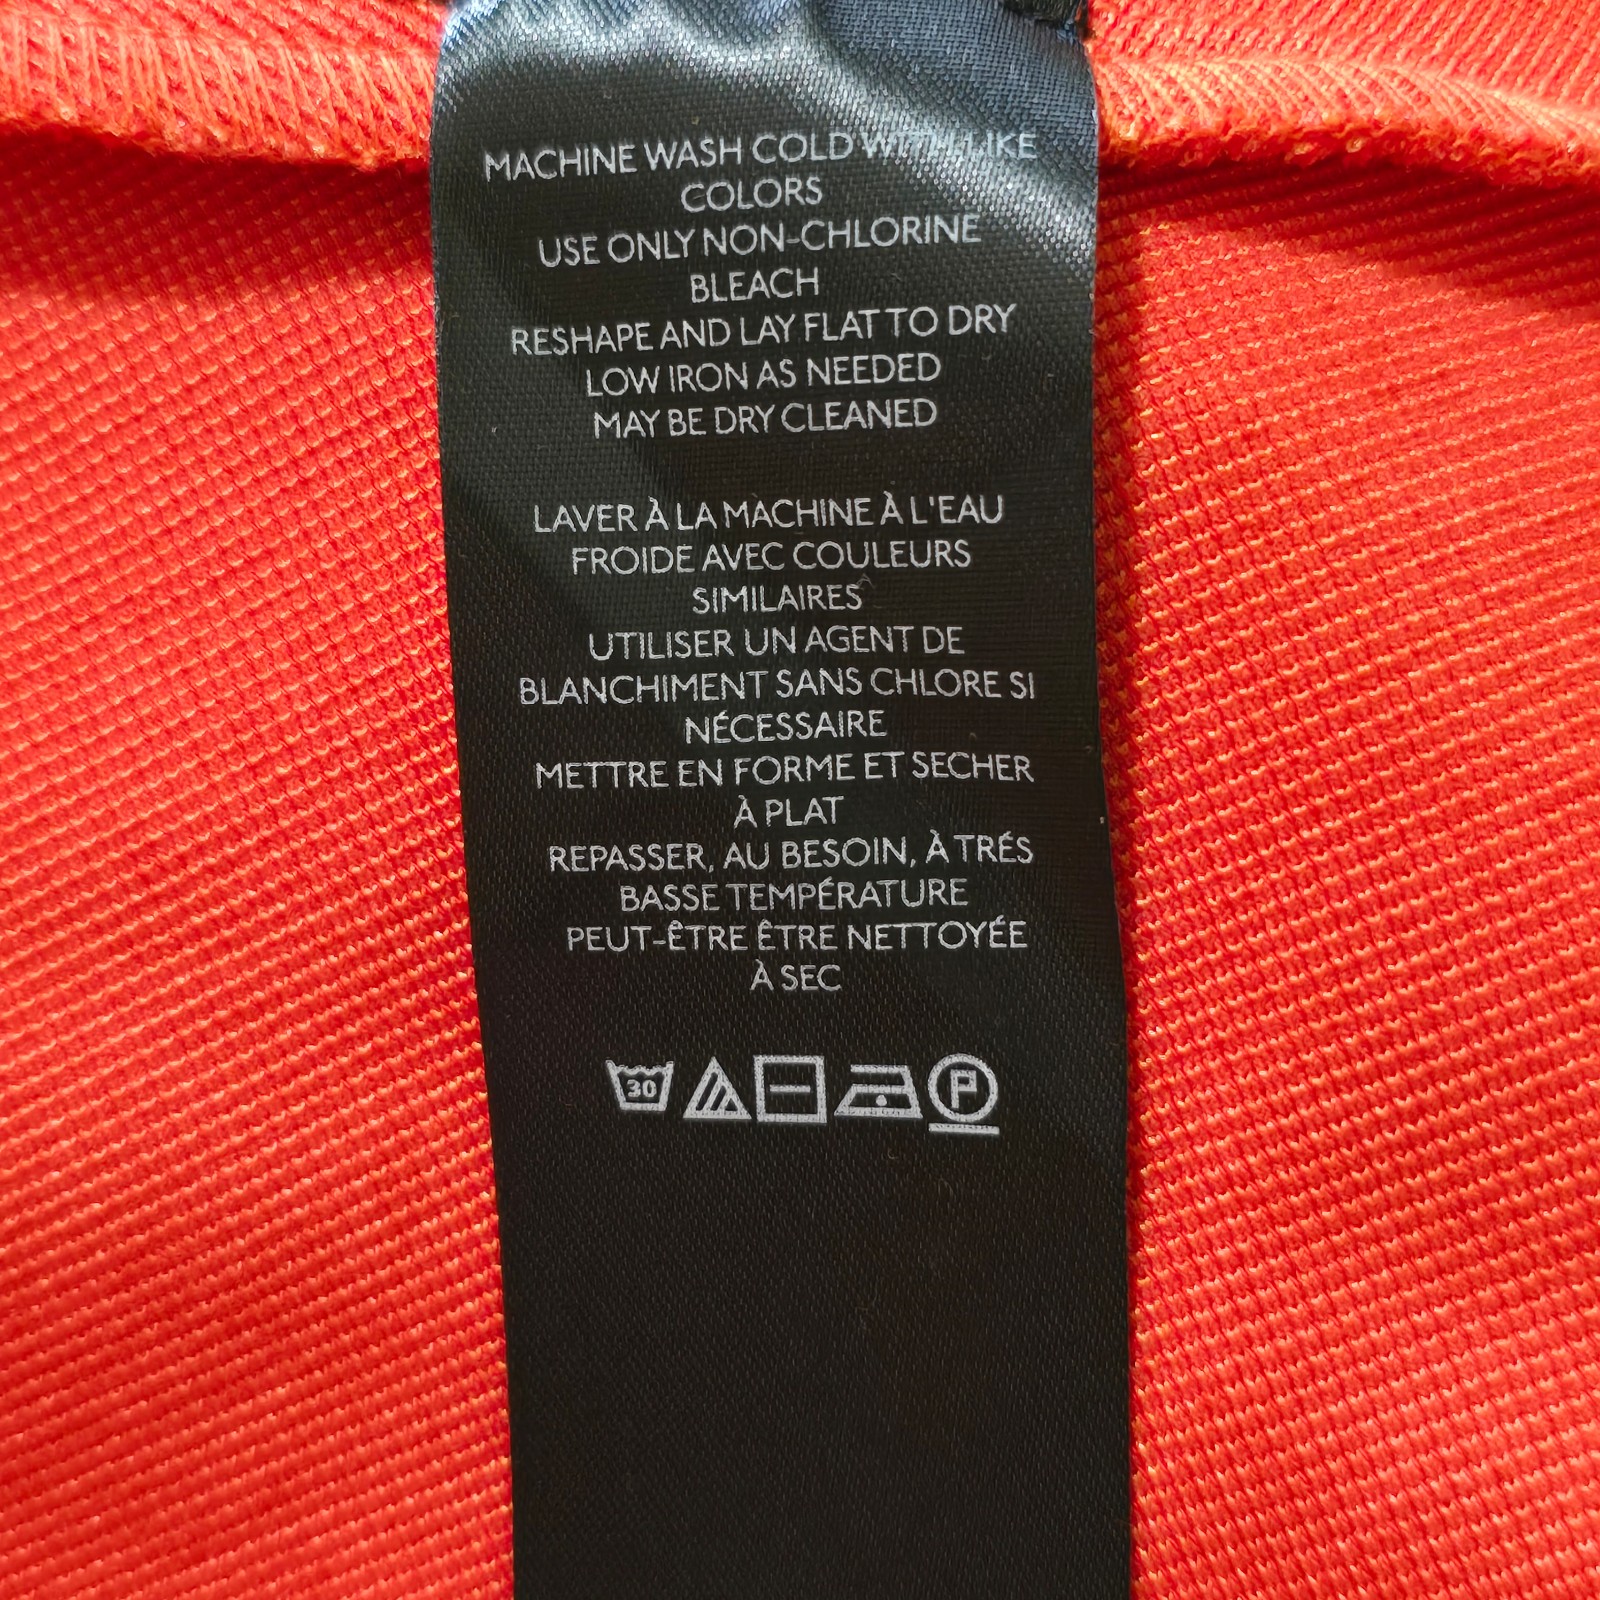 MACHINE WASH COLD WITH LIKE
COLORS
USE ONLY NON-CHLORINE
BLEACH
RESHAPE AND LAY FLAT TO DRY
LOW IRON AS NEEDED
MAY BE DRY CLEANED
LAVER À LA MACHINE À L'EAU
FROIDE AVEC COULEURS
SIMILAIRES
UTILISER UN AGENT DE
BLANCHIMENT SANS CHLORE SI
NÉCESSAIRE
METTRE EN FORME ET SECHER
À PLAT
REPASSER, AU BESOIN, À TRÉS
BASSE TEMPÉRATURE
PEUT-ÊTRE ÊTRE NETTOYÉE
À SEC
30 P